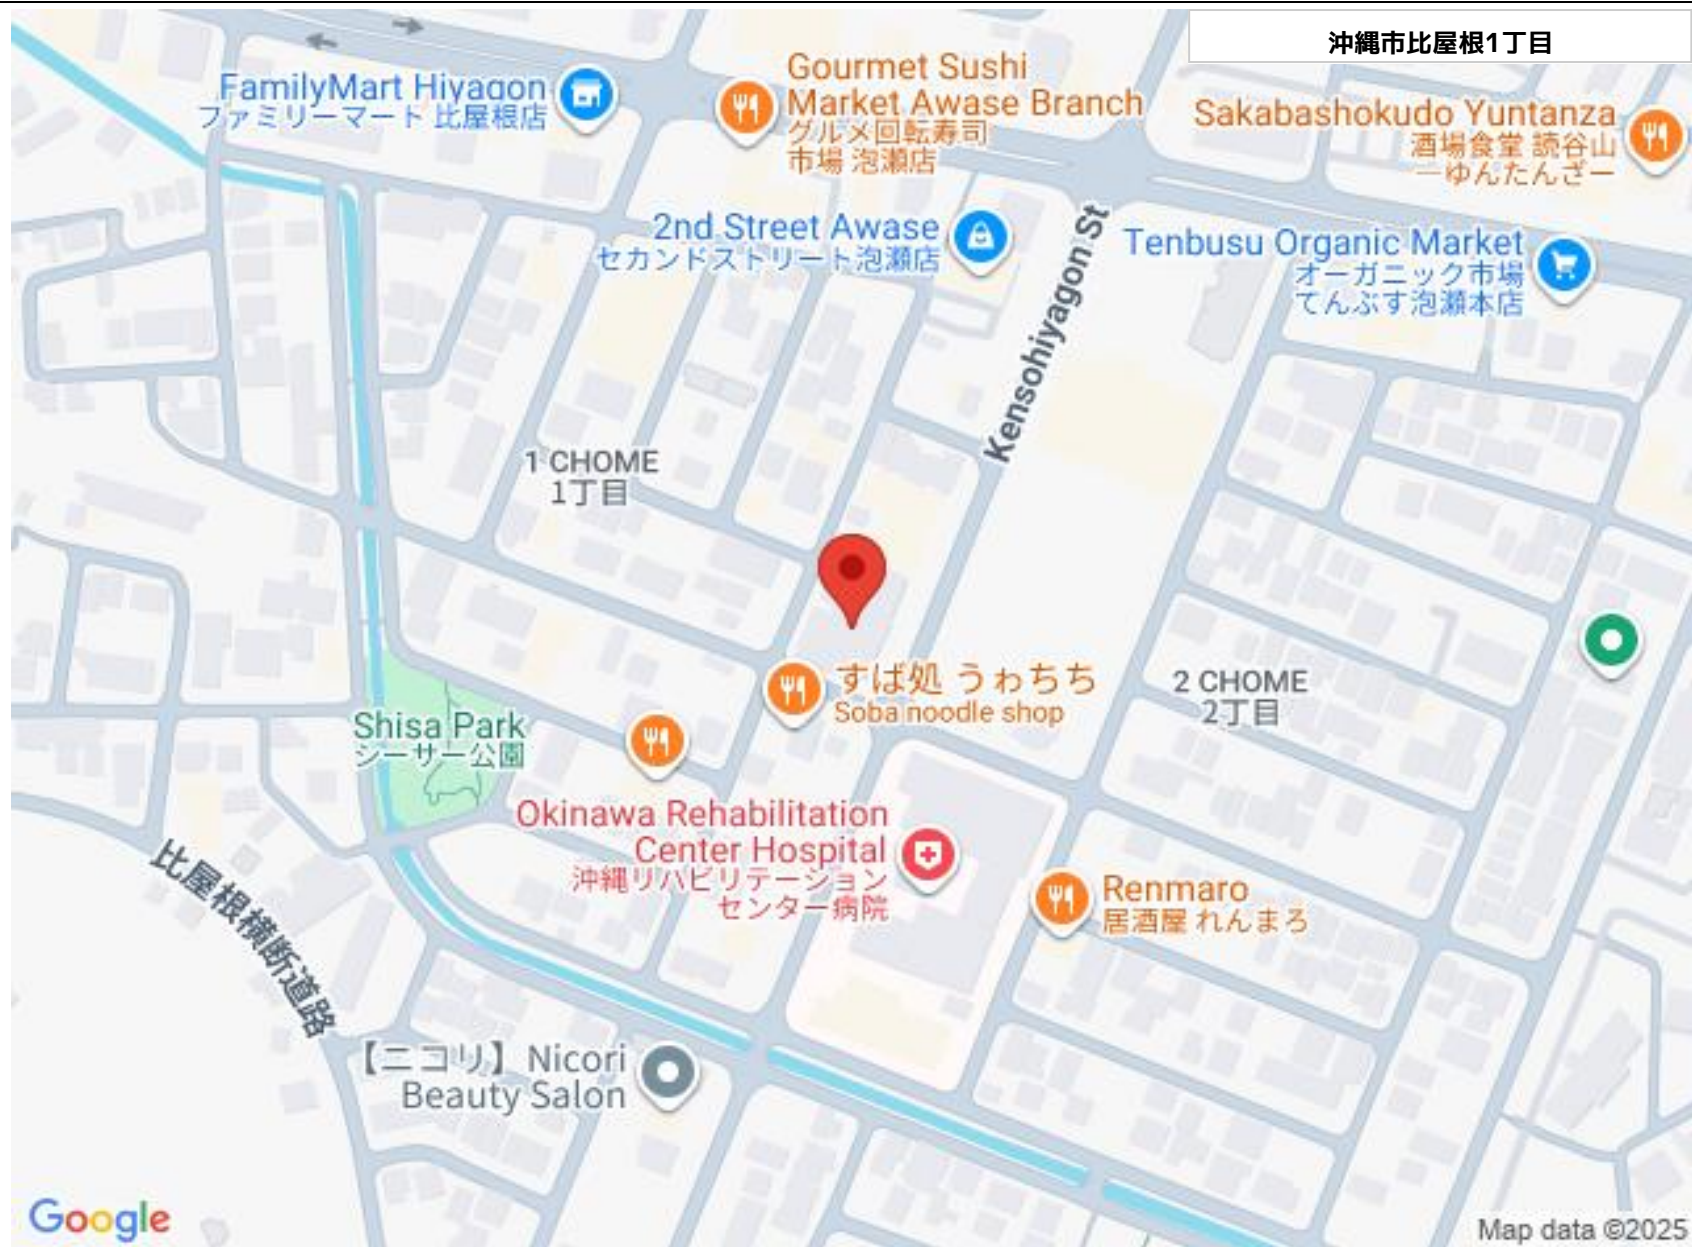 沖縄市比屋根1丁目
FamilyMart Hiyagon
ファミリーマート 比屋根店
Gourmet Sushi
Market Awase Branch
グルメ回転寿司
市場 泡瀬店
Sakabashokudo Yuntanza
酒場食堂 読谷山
―ゆんたんざー
2nd Street Awase
セカンドストリート泡瀬店
Kensohiyagon St
Tenbusu Organic Market
オーガニック市場
てんぶす泡瀬本店
1 CHOME
1丁目
すば処 うゎちち
Soba noodle shop
2 CHOME
2丁目
Shisa Park
シーサー公園
Okinawa Rehabilitation
Center Hospital
沖縄リハビリテーション
センター病院
Renmaro
居酒屋 れんまろ
比屋根横断道路
【ニコリ】Nicori
Beauty Salon
Google
Map data ©2025